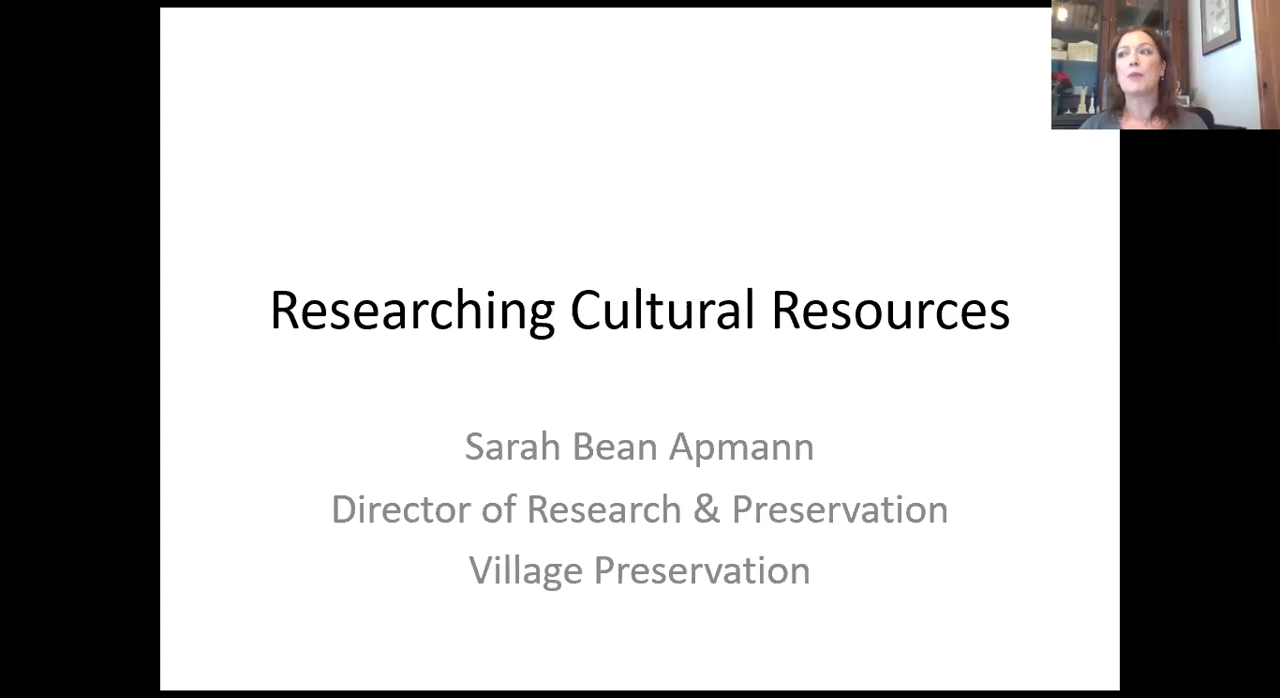 Researching Cultural Resources
Sarah Bean Apmann
Director of Research & Preservation
Village Preservation